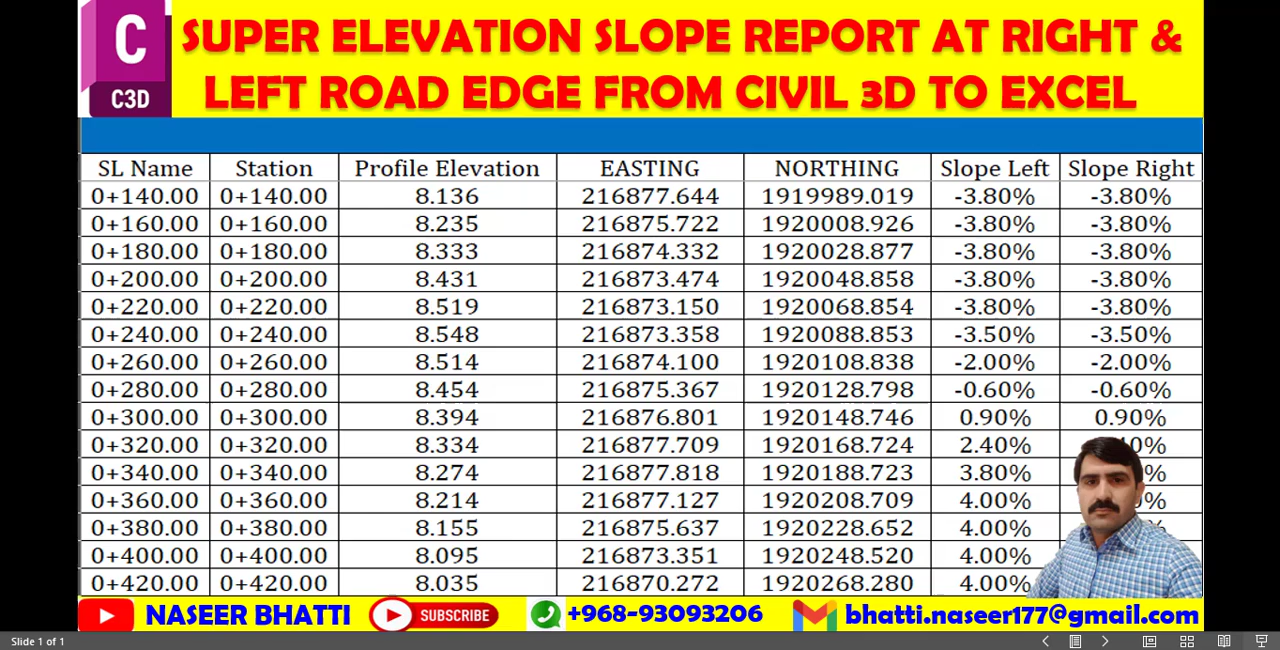 C
C3D
SUPER ELEVATION SLOPE REPORT AT RIGHT &
LEFT ROAD EDGE FROM CIVIL 3D TO EXCEL
SL Name Station Profile Elevation EASTING NORTHING Slope Left Slope Right
0+140.00 0+140.00 8.136 216877.644 1919989.019 -3.80% -3.80%
0+160.00 0+160.00 8.235 216875.722 1920008.926 -3.80% -3.80%
0+180.00 0+180.00 8.333 216874.332 1920028.877 -3.80% -3.80%
0+200.00 0+200.00 8.431 216873.474 1920048.858 -3.80% -3.80%
0+220.00 0+220.00 8.519 216873.150 1920068.854 -3.80% -3.80%
0+240.00 0+240.00 8.548 216873.358 1920088.853 -3.50% -3.50%
0+260.00 0+260.00 8.514 216874.100 1920108.838 -2.00% -2.00%
0+280.00 0+280.00 8.454 216875.367 1920128.798 -0.60% -0.60%
0+300.00 0+300.00 8.394 216876.801 1920148.746 0.90% 0.90%
0+320.00 0+320.00 8.334 216877.709 1920168.724 2.40%
0+340.00 0+340.00 8.274 216877.818 1920188.723 3.80%
0+360.00 0+360.00 8.214 216877.127 1920208.709 4.00%
0+380.00 0+380.00 8.155 216875.637 1920228.652 4.00%
0+400.00 0+400.00 8.095 216873.351 1920248.520 4.00%
0+420.00 0+420.00 8.035 216870.272 1920268.280 4.00%
NASEER BHATTI SUBSCRIBE +968-93093206 bhatti.naseer177@gmail.com
Slide 1 of 1